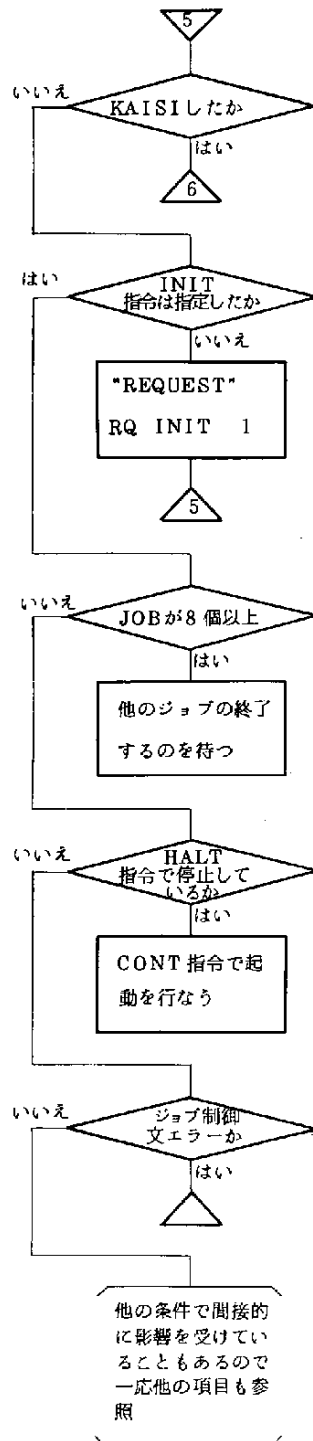 5
いいえ
KAISIしたか
はい
6
はい
INIT
指令は指定したか
いいえ
"REQUEST"
RQ INIT 1
5
いいえ
JOBが8個以上
はい
他のジョブの終了
するのを待つ
いいえ
HALT
指令で停止して
いるか
はい
CONT指令で起
動を行なう
いいえ
ジョブ制御
文エラーか
はい
他の条件で間接的
に影響を受けてい
ることもあるので
一応他の項目も参
照